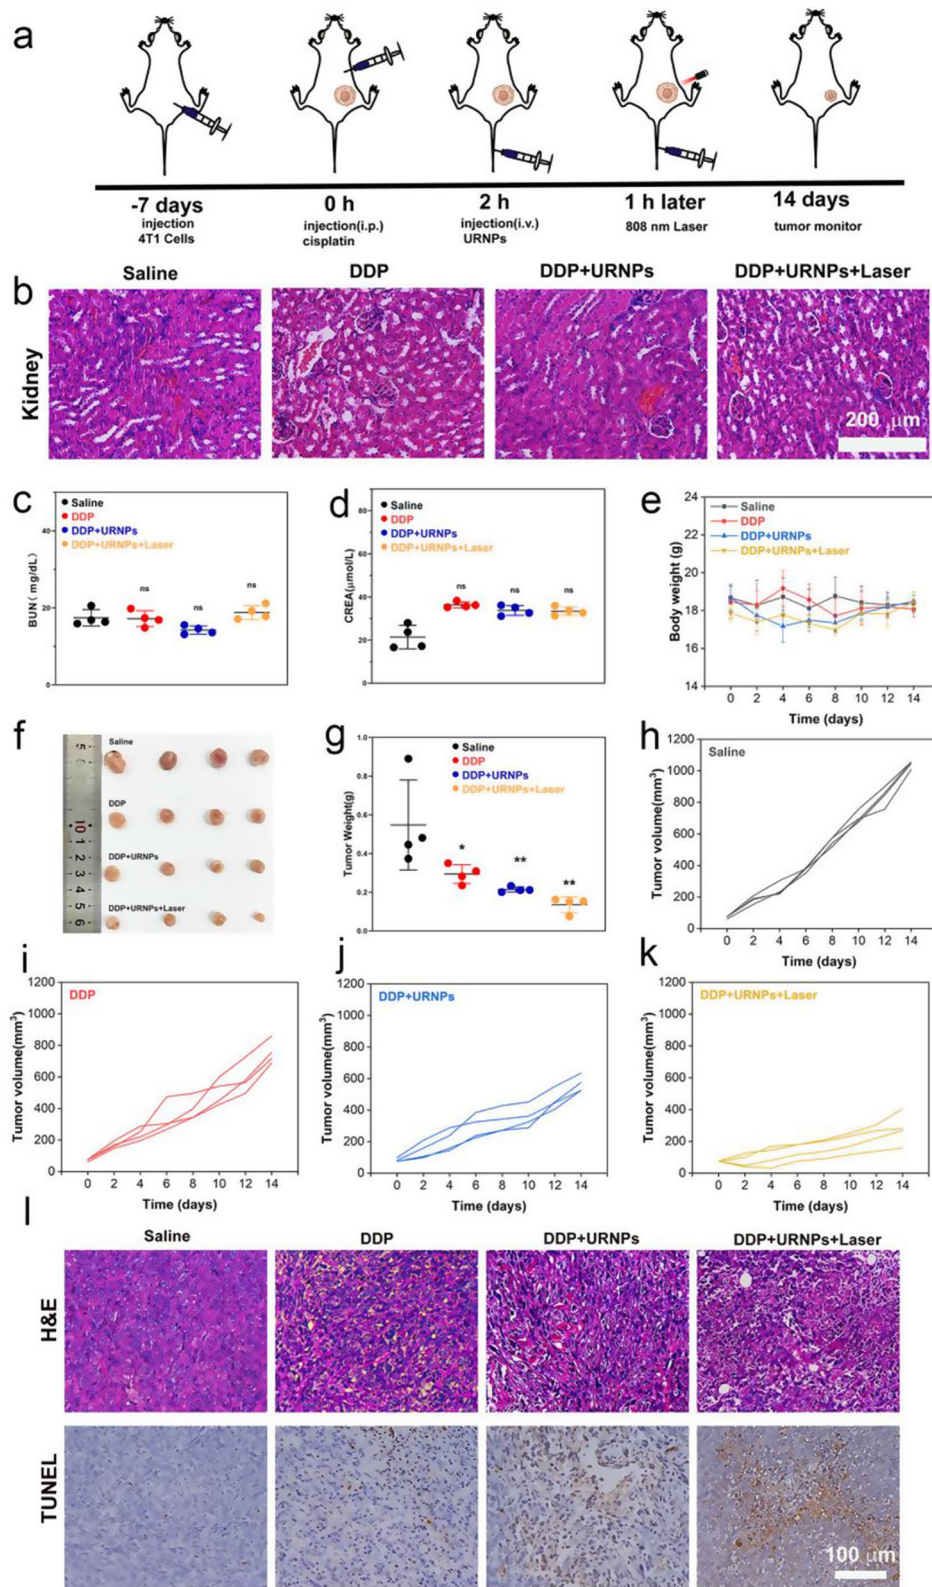 a
-7 days
injection
4T1 Cells
0 h
injection(i.p.)
cisplatin
2 h
injection(i.v.)
URNPs
1 h later
808 nm Laser
14 days
tumor monitor
b
Saline
DDP
DDP+URNPs
DDP+URNPs+Laser
Kidney
200 μm
c
Saline
DDP
DDP+URNPs
DDP+URNPs+Laser
BUN( mg/dL)
40
20
0
ns
ns
ns
d
Saline
DDP
DDP+URNPs
DDP+URNPs+Laser
CREA(μmol/L)
80
60
40
20
0
ns
ns
ns
e
Saline
DDP
DDP+URNPs
DDP+URNPs+Laser
Body weight (g)
24
22
20
18
16
14
0 2 4 6 8 10 12 14
Time (days)
f
Saline
DDP
DDP+URNPs
DDP+URNPs+Laser
5
6
10
1
2
3
4
5
6
g
Saline
DDP
DDP+URNPs
DDP+URNPs+Laser
Tumor Weight(g)
1.0
0.8
0.6
0.4
0.2
0.0
*
**
**
h
Saline
Tumor volume(mm³)
1200
1000
800
600
400
200
0
0 2 4 6 8 10 12 14
Time (days)
i
DDP
Tumor volume(mm³)
1200
1000
800
600
400
200
0
0 2 4 6 8 10 12 14
Time (days)
j
DDP+URNPs
Tumor volume(mm³)
1200
1000
800
600
400
200
0
0 2 4 6 8 10 12 14
Time (days)
k
DDP+URNPs+Laser
Tumor volume(mm³)
1200
1000
800
600
400
200
0
0 2 4 6 8 10 12 14
Time (days)
l
Saline
DDP
DDP+URNPs
DDP+URNPs+Laser
H&E
TUNEL
100 μm